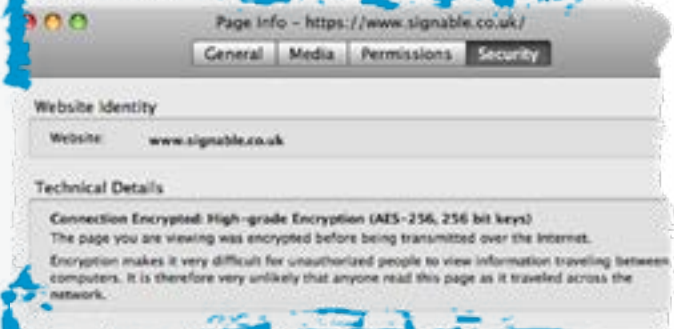 Page Info - https://www.signable.co.uk/
General Media Permissions Security
Website Identity
Website: www.signable.co.uk
Technical Details
Connection Encrypted: High-grade Encryption (AES-256, 256 bit keys)
The page you are viewing was encrypted before being transmitted over the Internet.
Encryption makes it very difficult for unauthorized people to view information traveling between
computers. It is therefore very unlikely that anyone read this page as it traveled across the
network.